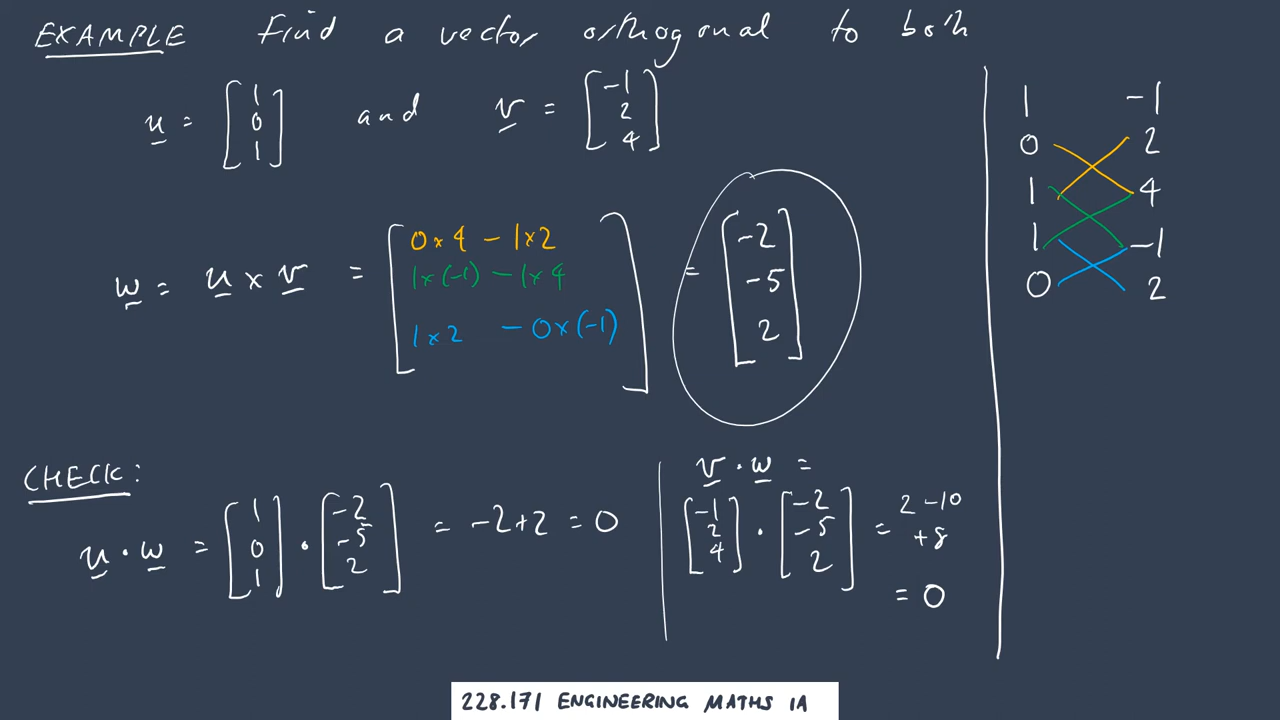 EXAMPLE Find a vector orthogonal to both
u = [1 0 1] and v = [-1 2 4]
w = u × v = [0×4 - 1×2
1×(-1) - 1×4
1×2 - 0×(-1)] = [-2 -5 2]
1 -1
0 2
1 4
1 -1
0 2
CHECK:
u · w = [1 0 1] · [-2 -5 2] = -2+2 = 0
v · w =
[-1 2 4] · [-2 -5 2] = 2 -10
+8
= 0
228.171 ENGINEERING MATHS 1A